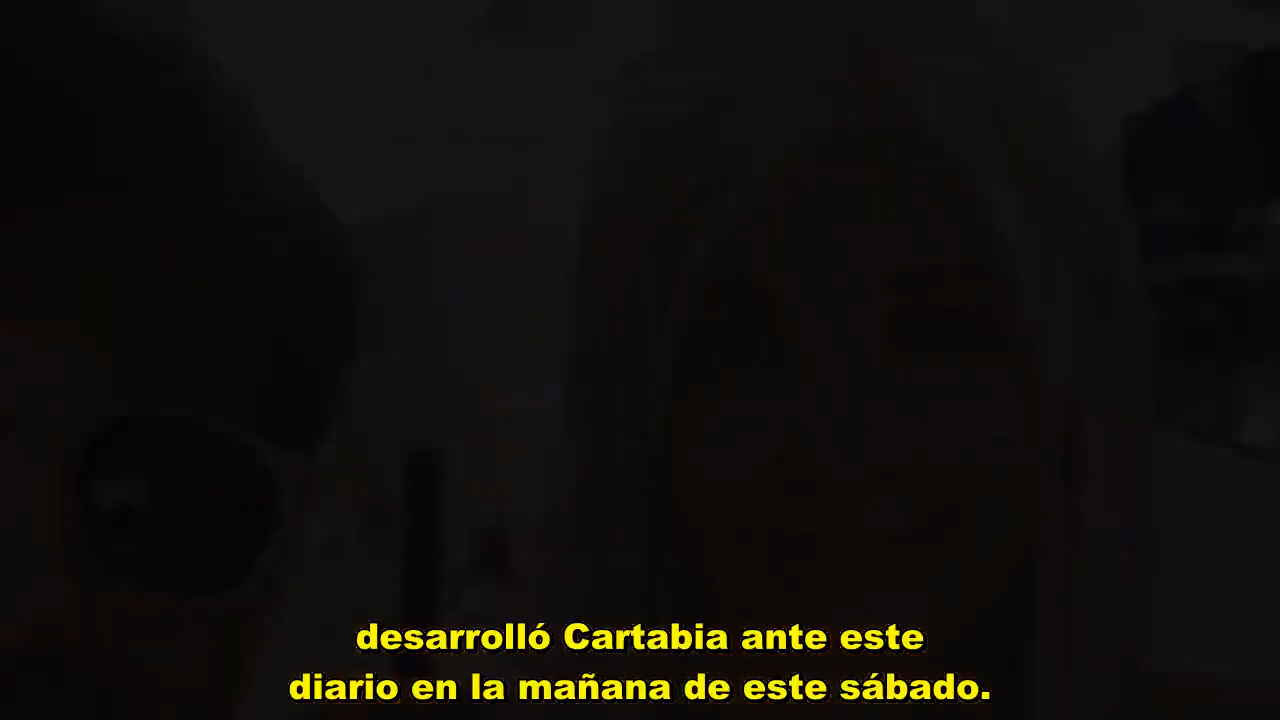 desarrolló Cartabia ante este
diario en la mañana de este sábado.